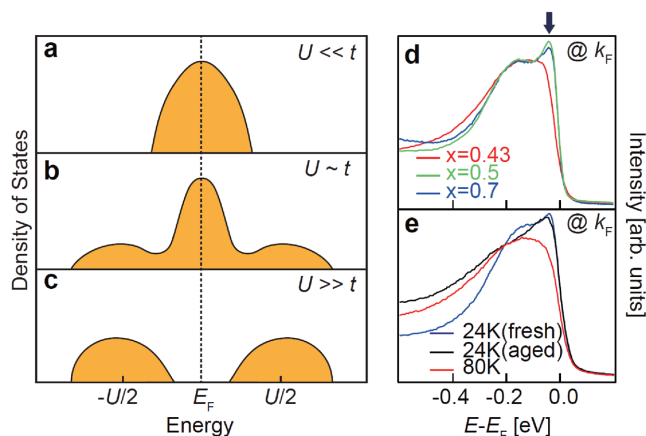 a
U << t
b
U ~ t
c
U >> t
Density of States
-U/2
E_F
U/2
Energy
d
@ k_F
x=0.43
x=0.5
x=0.7
e
@ k_F
24K(fresh)
24K(aged)
80K
-0.4
-0.2
0.0
E-E_F [eV]
Intensity [arb. units]